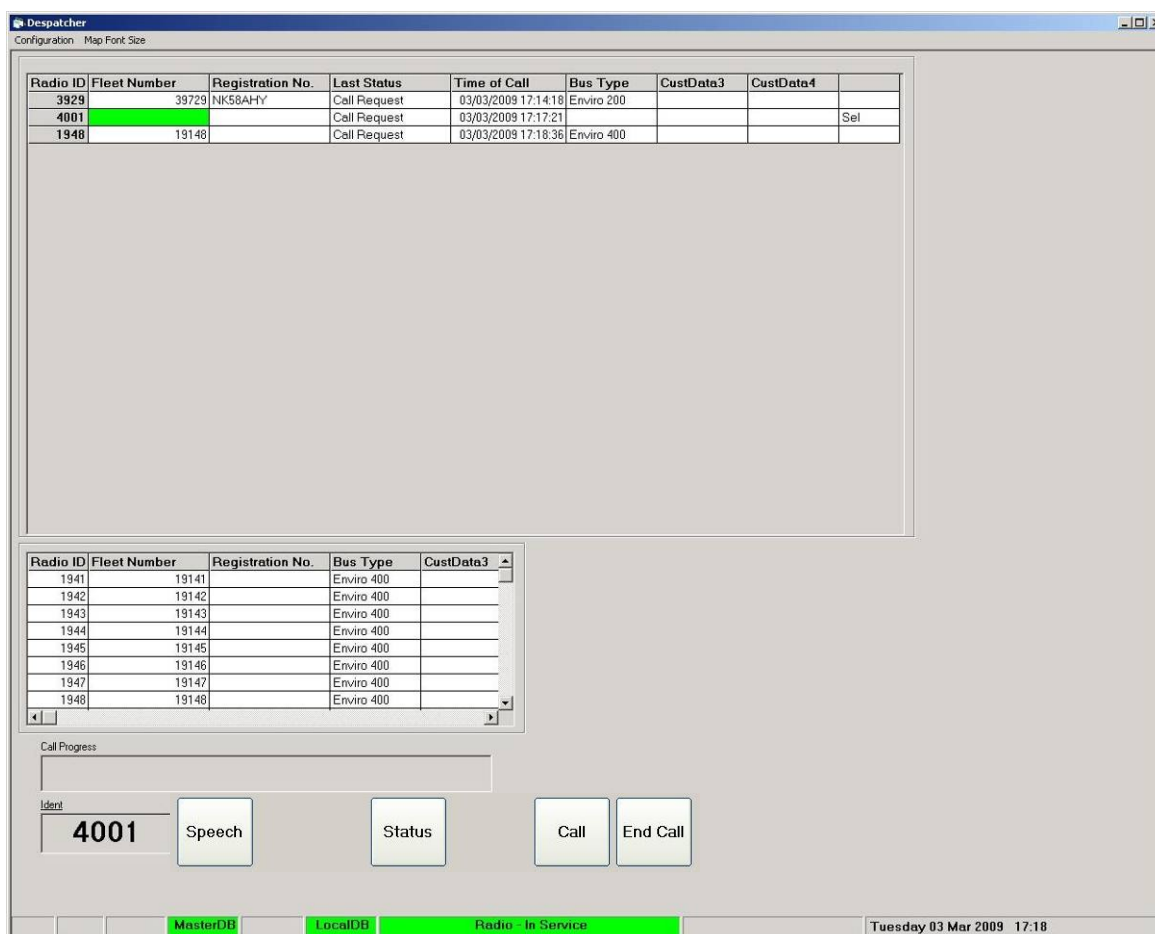 Despatcher
Configuration Map Font Size
Radio ID Fleet Number Registration No. Last Status Time of Call Bus Type CustData3 CustData4
3929 39729 NK58AHY Call Request 03/03/2009 17:14:18 Enviro 200
4001 Call Request 03/03/2009 17:17:21 Sel
1948 19148 Call Request 03/03/2009 17:18:36 Enviro 400
Radio ID Fleet Number Registration No. Bus Type CustData3
1941 19141 Enviro 400
1942 19142 Enviro 400
1943 19143 Enviro 400
1944 19144 Enviro 400
1945 19145 Enviro 400
1946 19146 Enviro 400
1947 19147 Enviro 400
1948 19148 Enviro 400
Call Progress
Ident
4001 Speech Status Call End Call
MasterDB LocalDB Radio - In Service Tuesday 03 Mar 2009 17:18